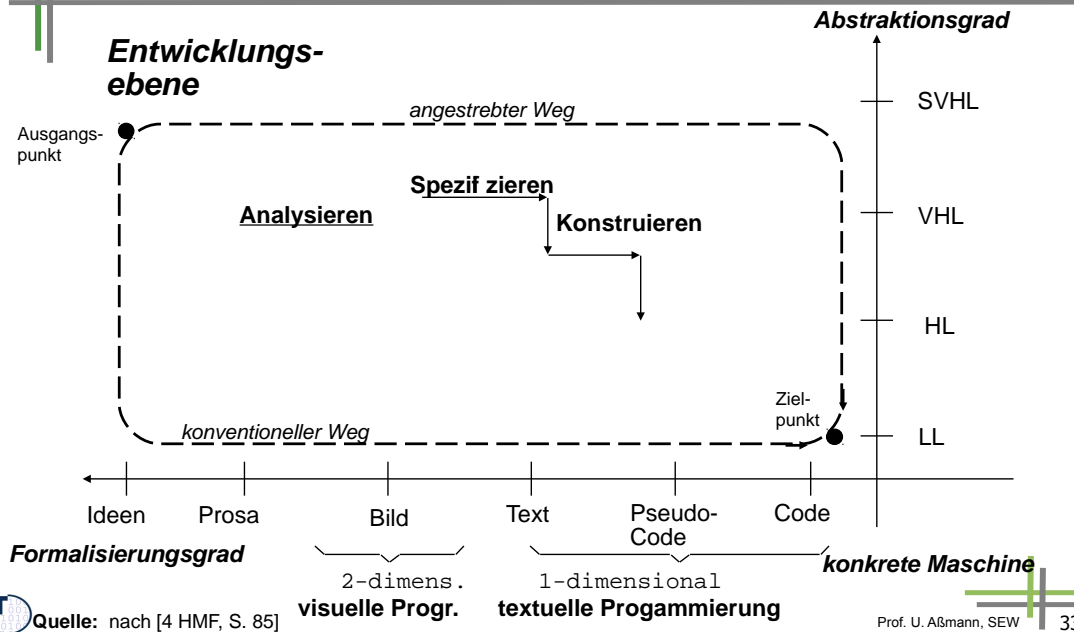 Abstraktionsgrad
Entwicklungs-
ebene
SVHL
angestrebter Weg
Ausgangs-
punkt
Spezif zieren
Analysieren
Konstruieren
VHL
HL
Ziel-
punkt
konventioneller Weg
LL
Ideen
Prosa
Bild
Text
Pseudo-
Code
Code
Formalisierungsgrad
konkrete Maschine
2-dimens.
1-dimensional
visuelle Progr.
textuelle Progammierung
Quelle: nach [4 HMF, S. 85]
Prof. U. Aßmann, SEW
33